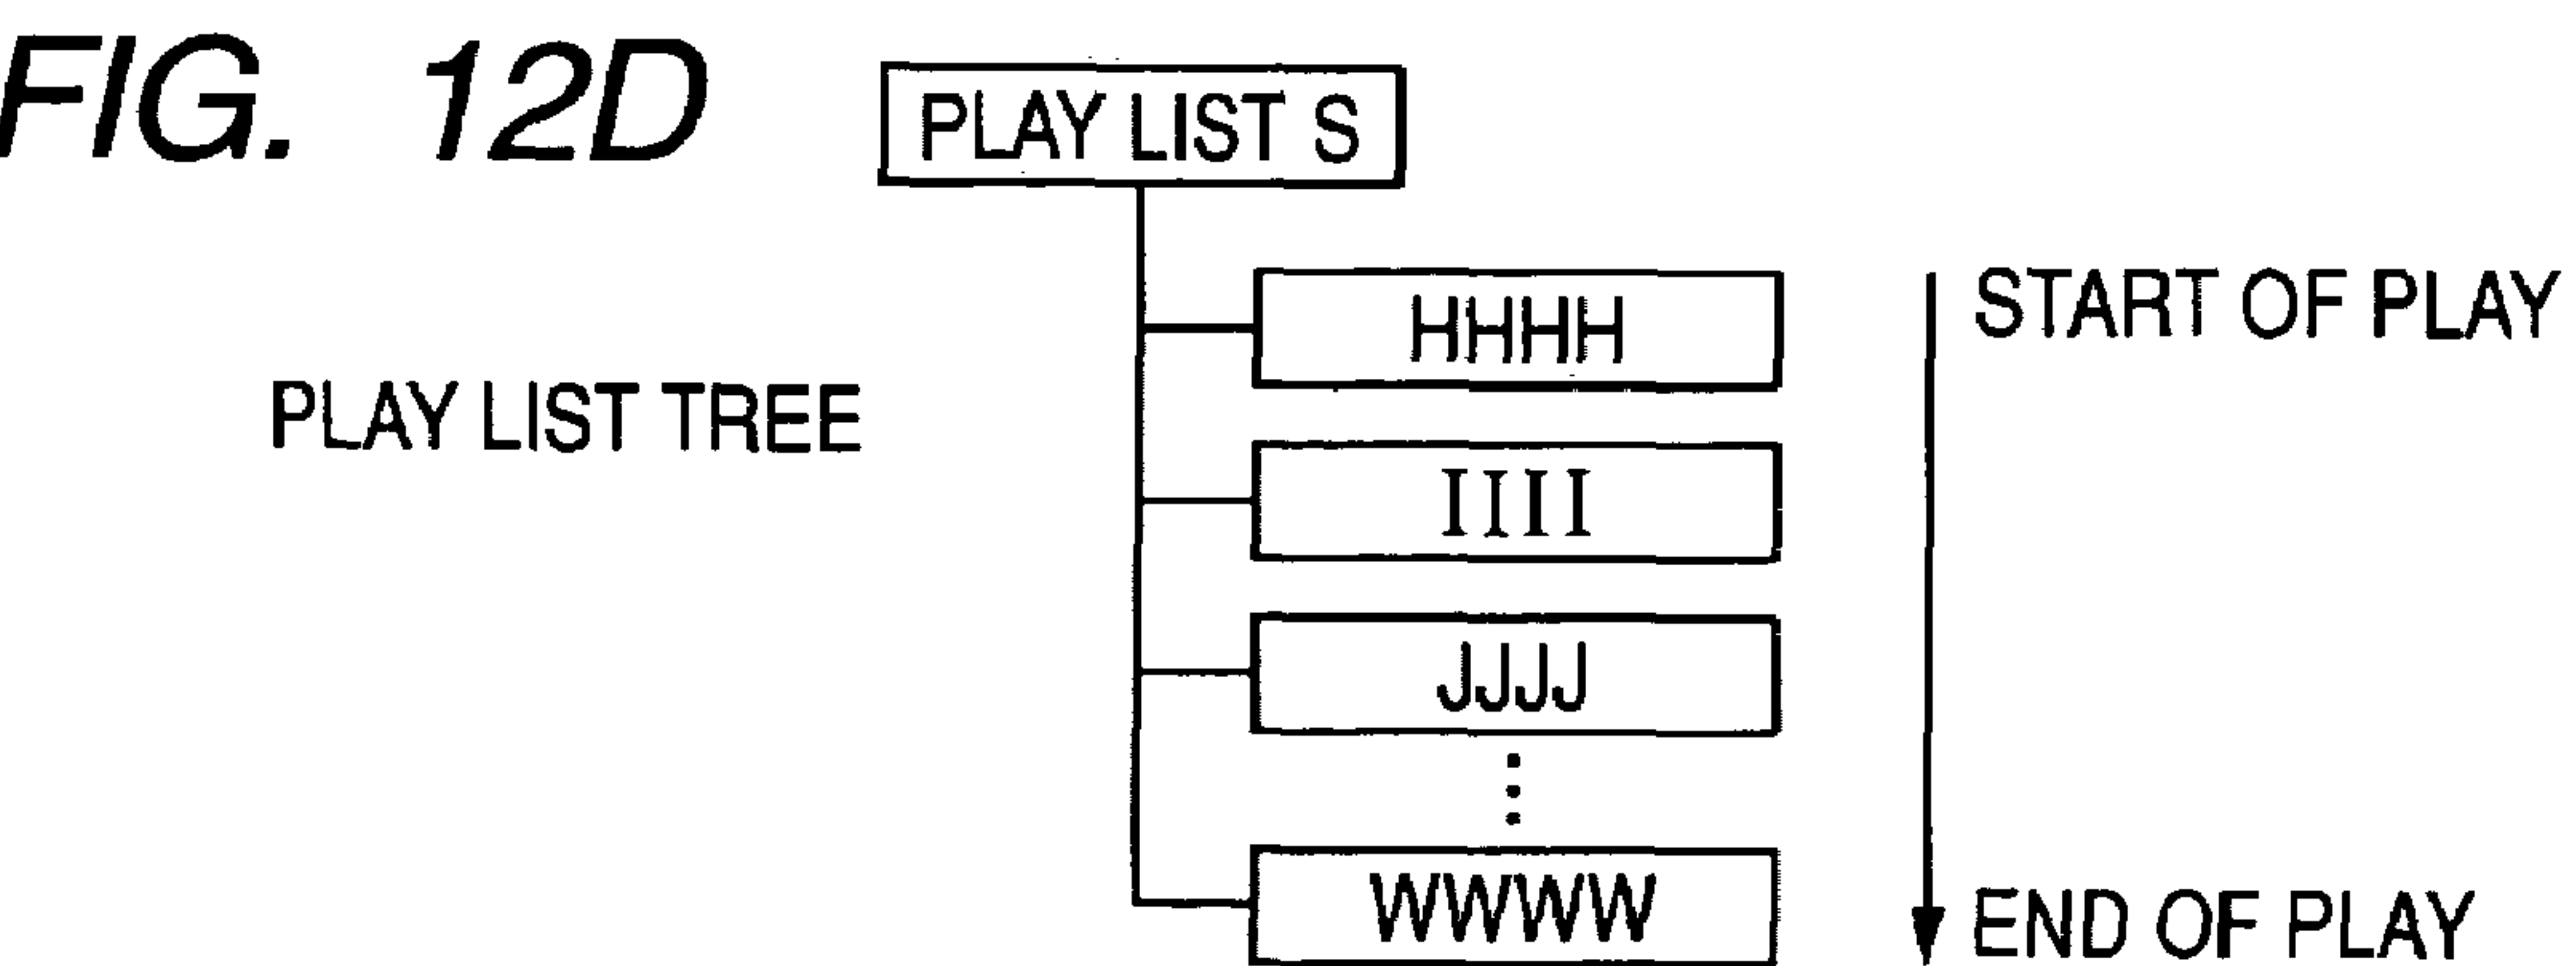 FIG. 12D
PLAY LIST S
HHHH
START OF PLAY
PLAY LIST TREE
IIII
JJJJ
WWWW
END OF PLAY